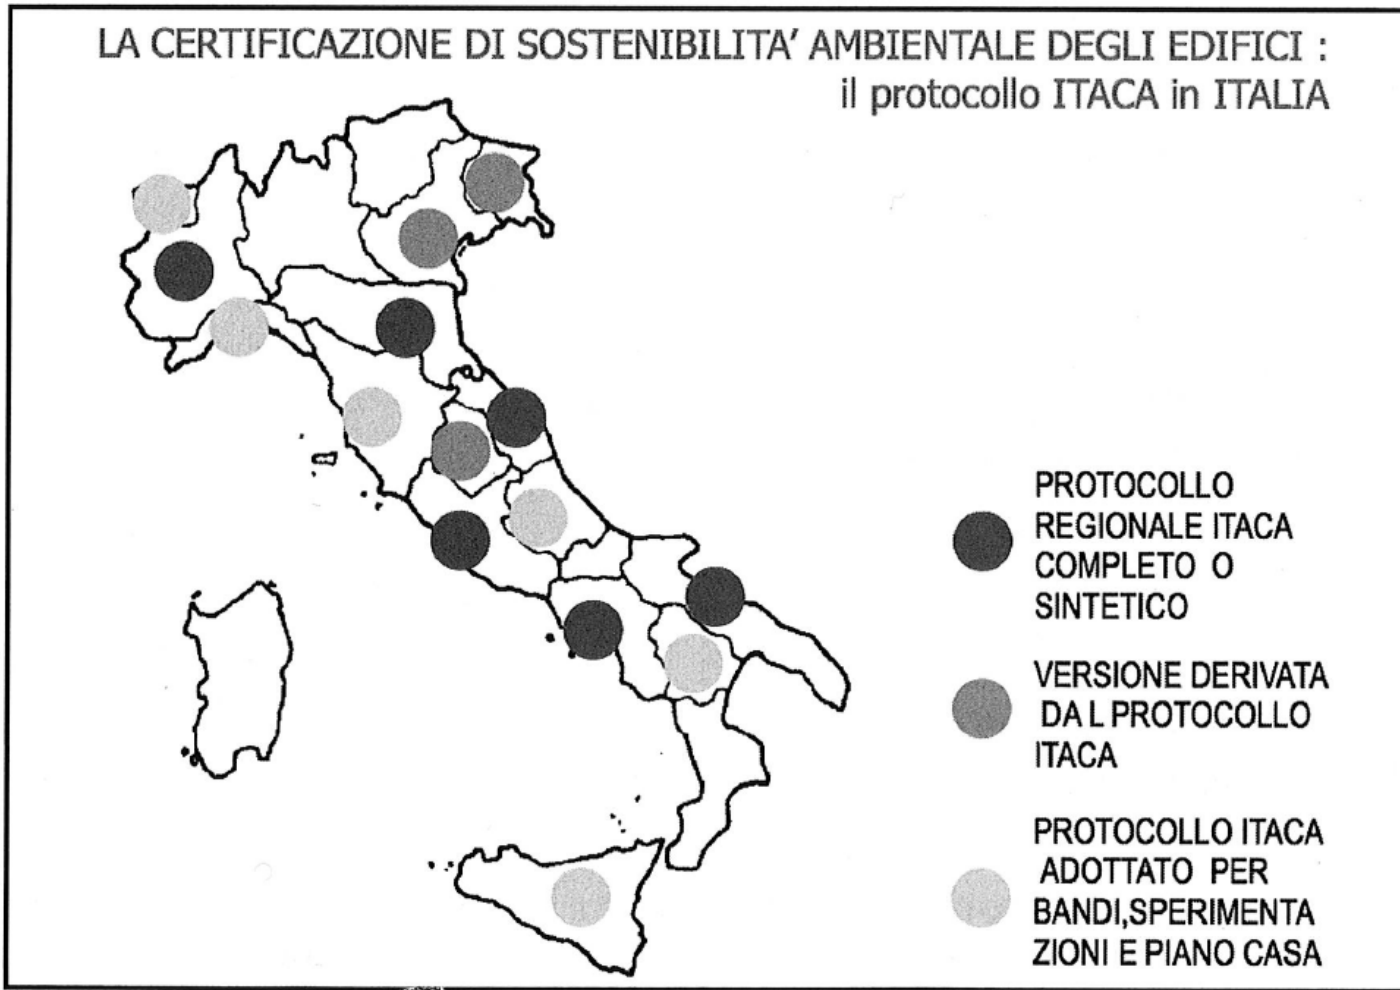 LA CERTIFICAZIONE DI SOSTENIBILITA' AMBIENTALE DEGLI EDIFICI :
il protocollo ITACA in ITALIA
PROTOCOLLO
REGIONALE ITACA
COMPLETO O
SINTETICO
VERSIONE DERIVATA
DA L PROTOCOLLO
ITACA
PROTOCOLLO ITACA
ADOTTATO PER
BANDI,SPERIMENTA
ZIONI E PIANO CASA